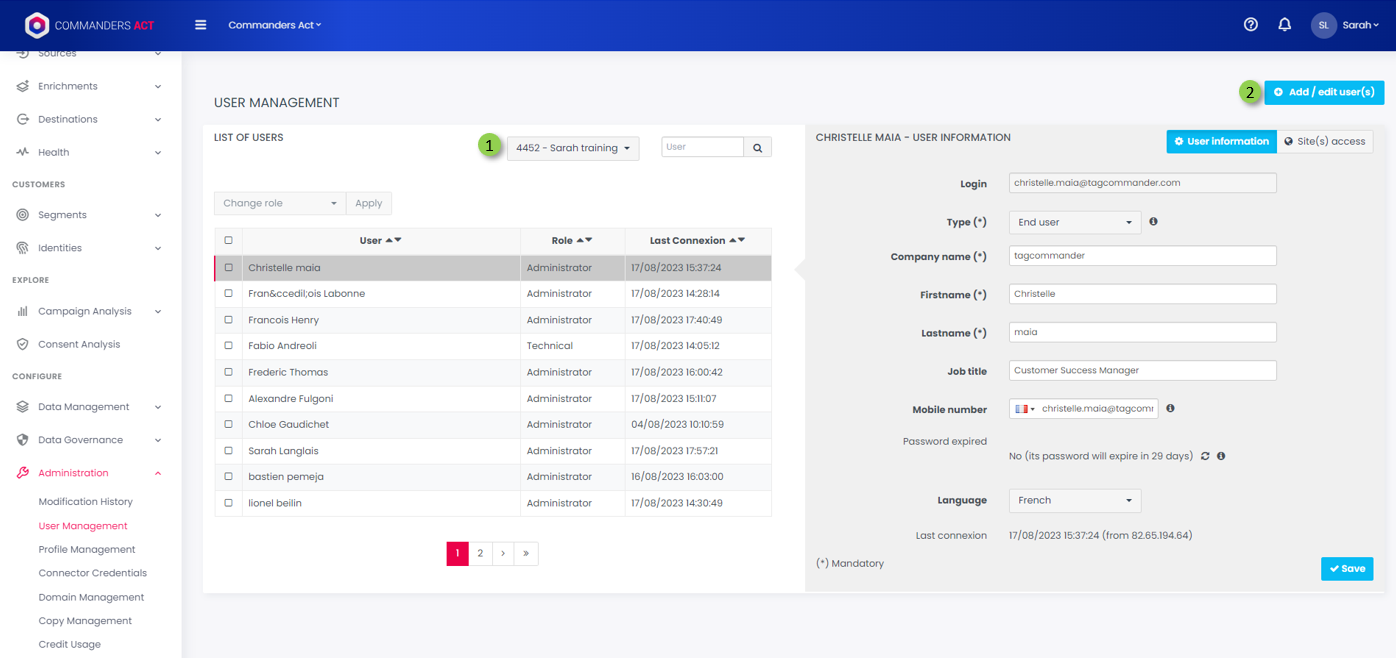 COMMANDERS ACT
Commanders Act
SL
Sarah
Sources
Enrichments
Destinations
Health
CUSTOMERS
Segments
Identities
EXPLORE
Campaign Analysis
Consent Analysis
CONFIGURE
Data Management
Data Governance
Administration
Modification History
User Management
Profile Management
Connector Credentials
Domain Management
Copy Management
Credit Usage
USER MANAGEMENT
2
Add / edit user(s)
LIST OF USERS
1
4452 - Sarah training
User
Change role
Apply
User Role Last Connexion
Christelle maia Administrator 17/08/2023 15:37:24
Fran&ccedil;ois Labonne Administrator 17/08/2023 14:28:14
Francois Henry Administrator 17/08/2023 17:40:49
Fabio Andreoli Technical 17/08/2023 14:05:12
Frederic Thomas Administrator 17/08/2023 16:00:42
Alexandre Fulgoni Administrator 17/08/2023 15:11:07
Chloe Gaudichet Administrator 04/08/2023 10:10:59
Sarah Langlais Administrator 17/08/2023 17:57:21
bastien pemeja Administrator 16/08/2023 16:03:00
lionel beilin Administrator 17/08/2023 14:30:49
1 2 › »
CHRISTELLE MAIA - USER INFORMATION
User information
Site(s) access
Login christelle.maia@tagcommander.com
Type (*) End user
Company name (*) tagcommander
Firstname (*) Christelle
Lastname (*) maia
Job title Customer Success Manager
Mobile number christelle.maia@tagcomm
Password expired
No (its password will expire in 29 days)
Language French
Last connexion 17/08/2023 15:37:24 (from 82.65.194.64)
(*) Mandatory
Save